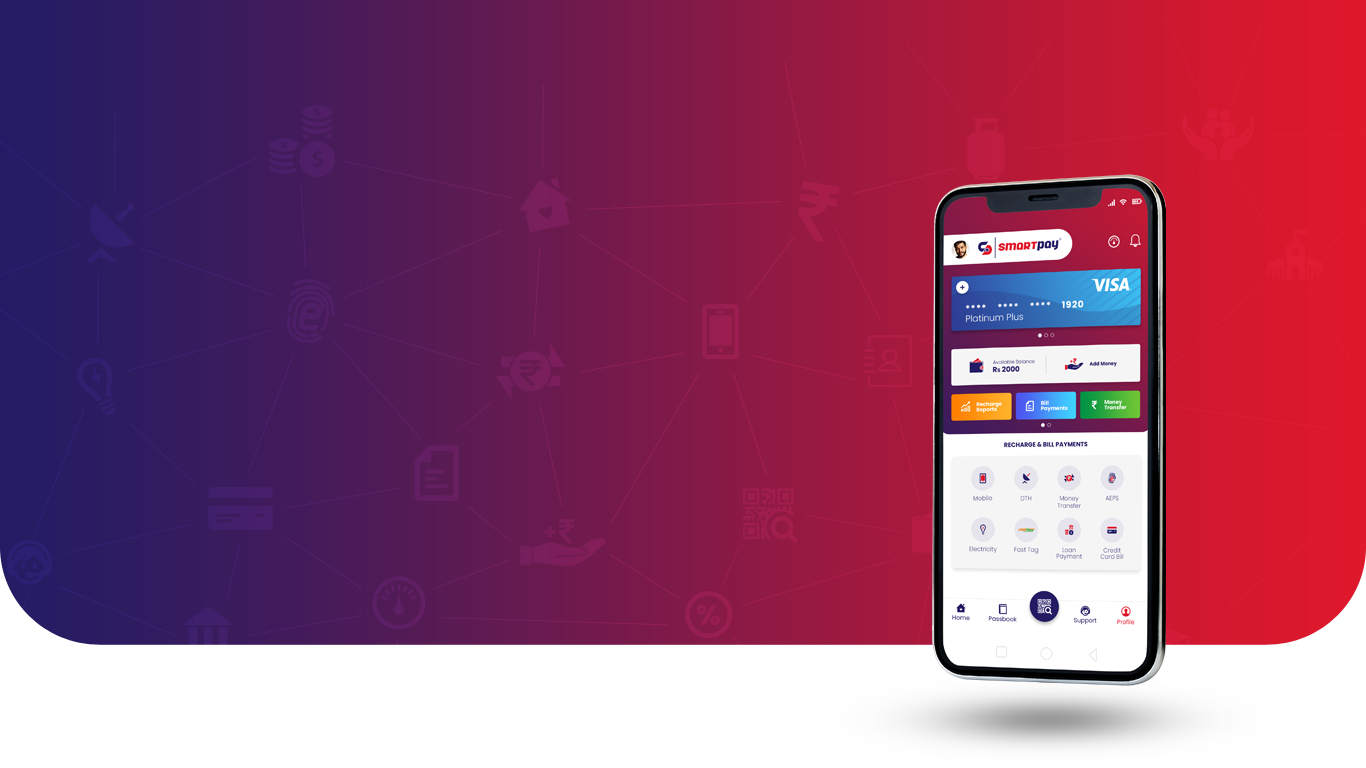 smartpay
VISA
1920
Platinum Plus
Available Balance
Rs 2000
Add Money
Recharge
Reports
Bill
Payments
Money
Transfer
RECHARGE & BILL PAYMENTS
Mobile
DTH
Money
Transfer
AEPS
Electricity
Fast Tag
Loan
Payment
Credit
Card Bill
Home
Passbook
Support
Profile